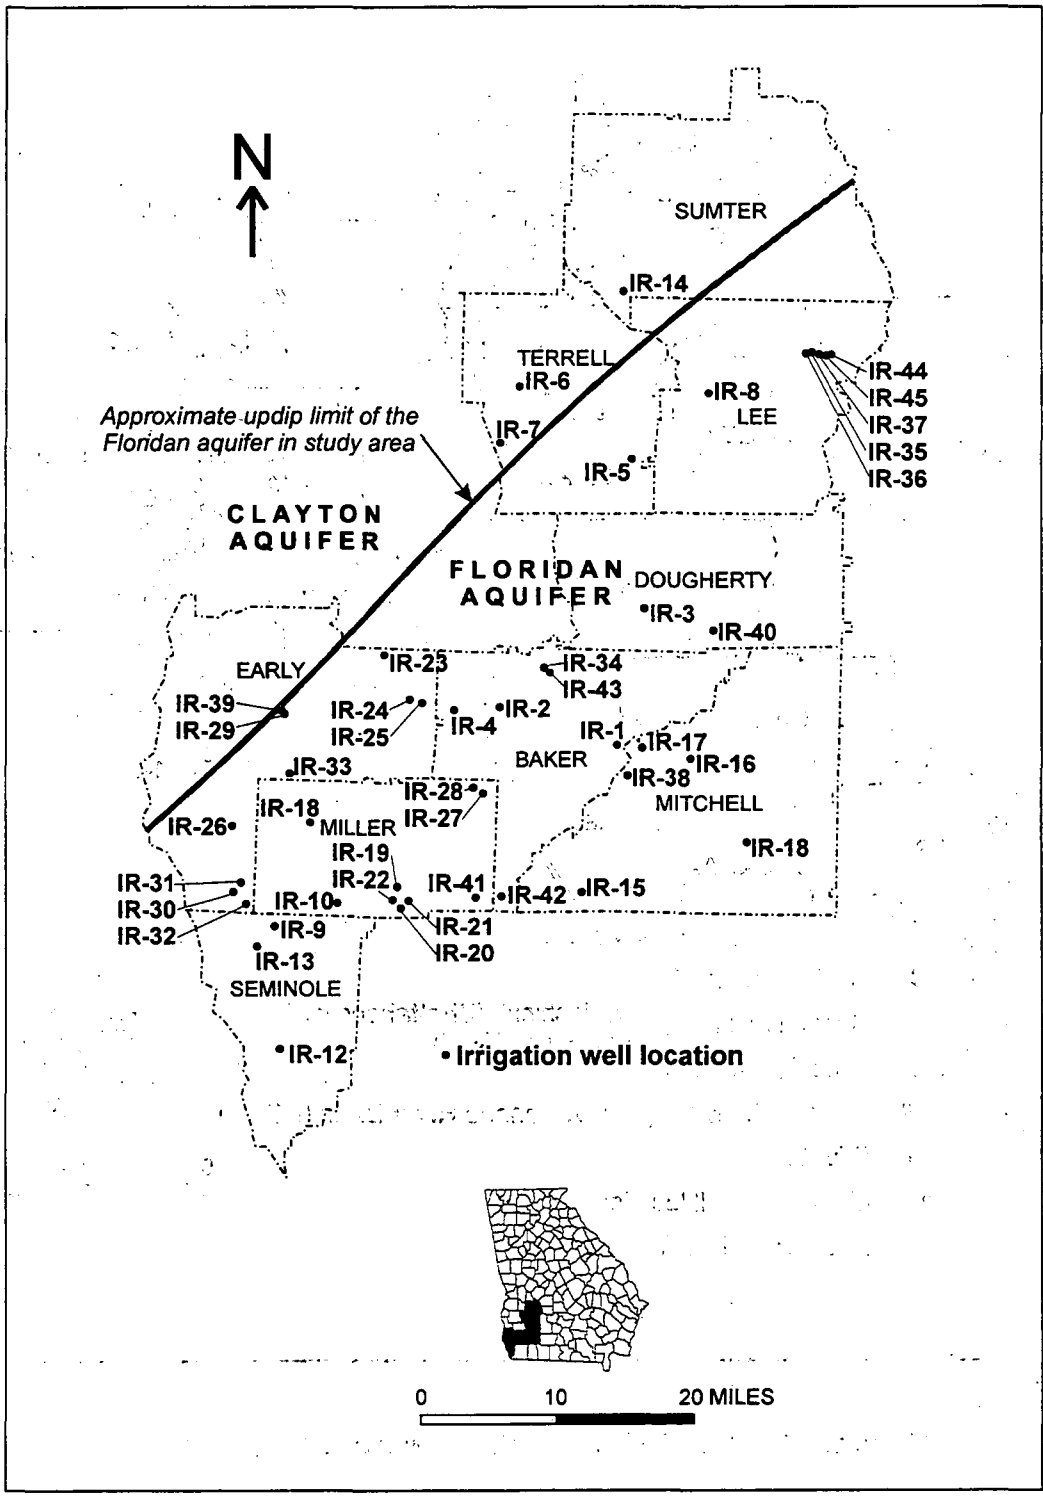 N
SUMTER
IR-14
TERRELL
IR-6
IR-8
LEE
IR-44
IR-45
IR-37
IR-35
IR-36
Approximate updip limit of the
Floridan aquifer in study area
IR-7
IR-5
CLAYTON
AQUIFER
FLORIDAN
AQUIFER
DOUGHERTY
IR-3
IR-40
EARLY
IR-23
IR-34
IR-43
IR-39
IR-29
IR-24
IR-25
IR-4
IR-2
IR-1
IR-17
IR-16
IR-38
BAKER
MITCHELL
IR-33
IR-28
IR-27
IR-18
MILLER
IR-26
IR-19
IR-22
IR-18
IR-31
IR-30
IR-32
IR-10
IR-41
IR-42
IR-15
IR-21
IR-20
IR-9
IR-13
SEMINOLE
IR-12
Irrigation well location
0 10 20 MILES